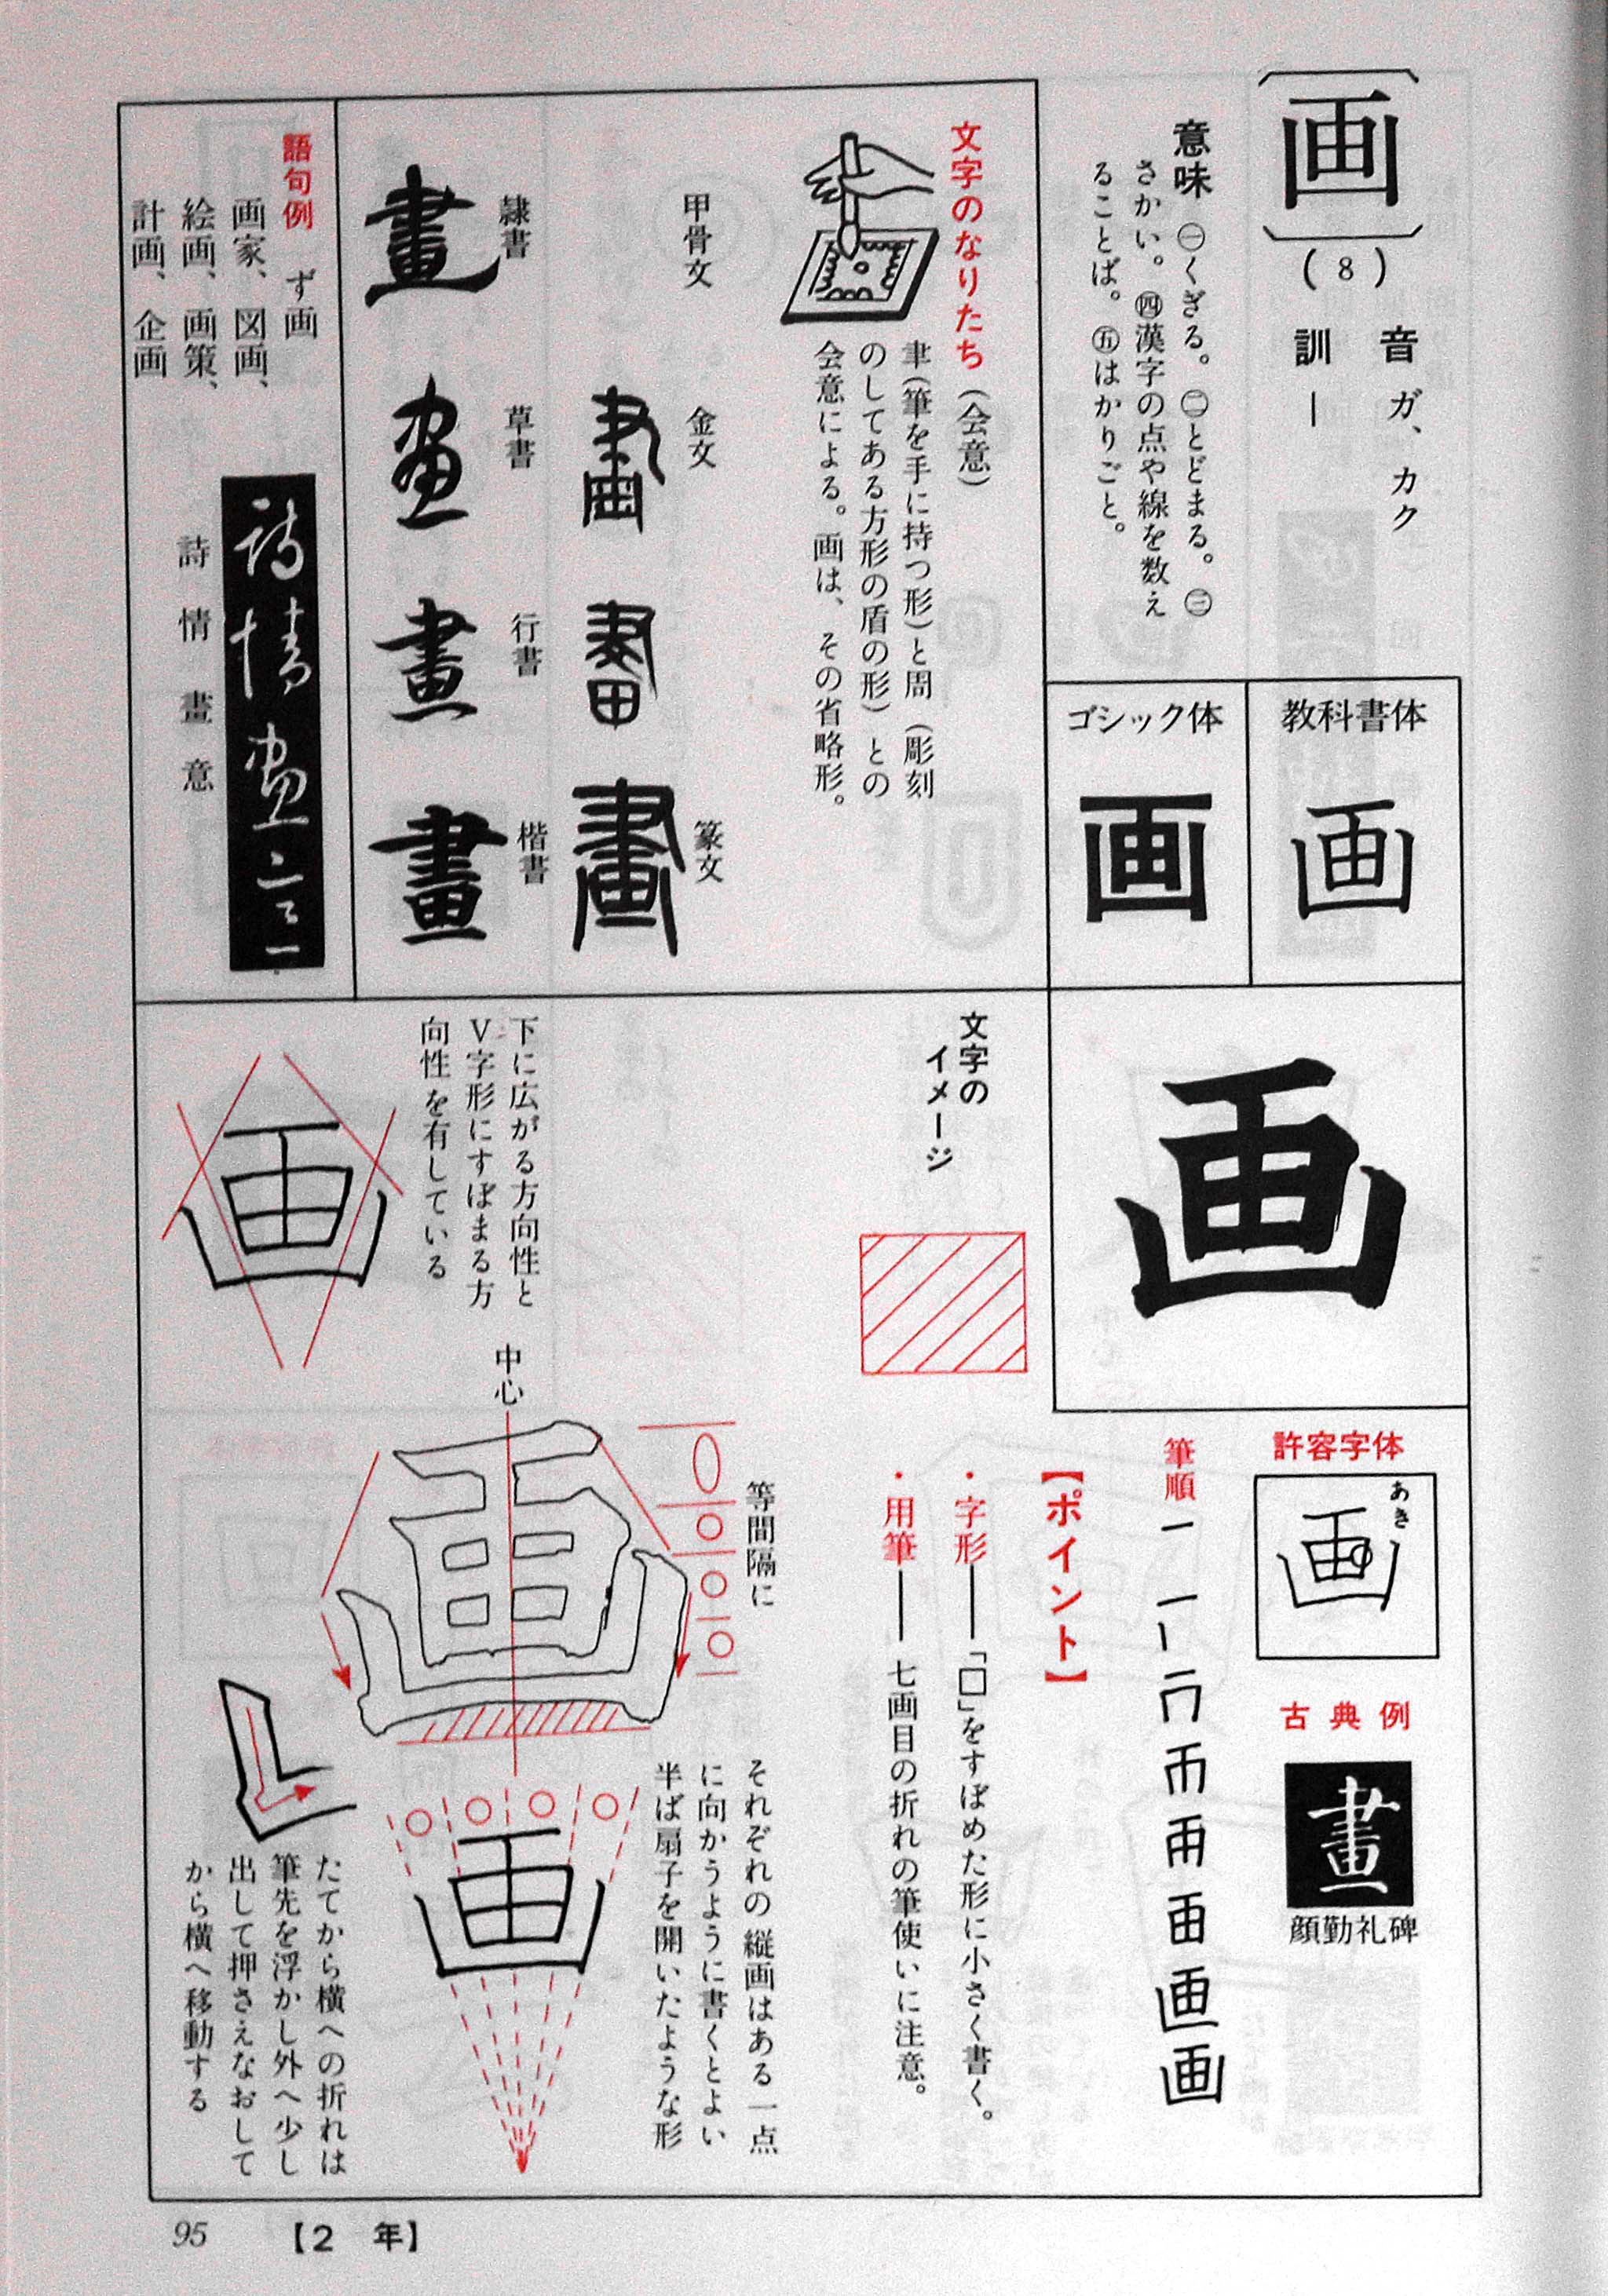 画
(8)
音 ガ、カク
訓 ー
意味 ㊀くぎる。㊁とどまる。㊂
さかい。㊃漢字の点や線を数え
ることば。㊄はかりごと。
教科書体
画
ゴシック体
画
文字のなりたち(会意)
聿(筆を手に持つ形)と周(彫刻
のしてある方形の盾の形)との
会意による。画は、その省略形。
甲骨文
金文
篆文
隷書
畫
草書
行書
畫
楷書
畫
語句例 ず画
画家、図画、
絵画、画策、
計画、企画
詩情畫意
詩情畫意
画
許容字体
あき
画
古典例
畫
顔勤礼碑
筆順
画
【ポイント】
・字形——「□」をすぼめた形に小さく書く。
・用筆——七画目の折れの筆使いに注意。
文字の
イメージ
下に広がる方向性と
V字形にすぼまる方
向性を有している
画
等間隔に
中心
画
それぞれの縦画はある一点
に向かうように書くとよい
半ば扇子を開いたような形
画
たてから横への折れは
筆先を浮かし外へ少し
出して押さえなおして
から横へ移動する
95
【2 年】